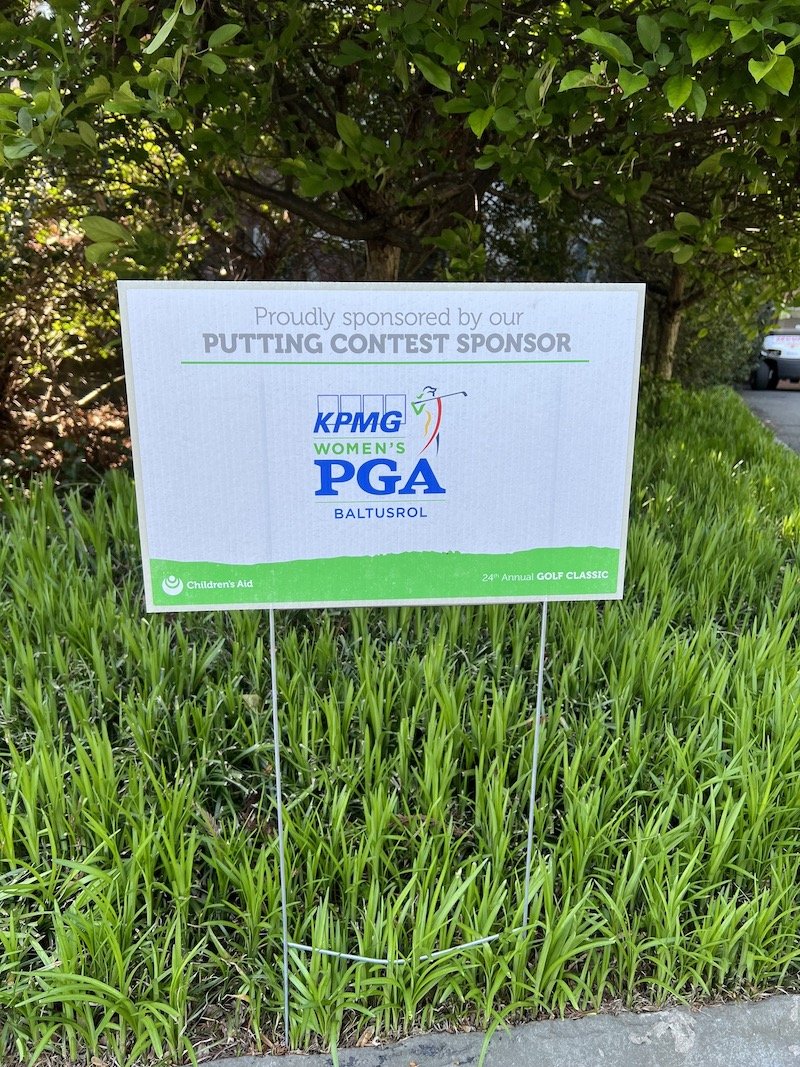 Proudly sponsored by our
PUTTING CONTEST SPONSOR
KPMG
WOMEN'S
PGA
BALTUSROL
Children's Aid
24th Annual GOLF CLASSIC